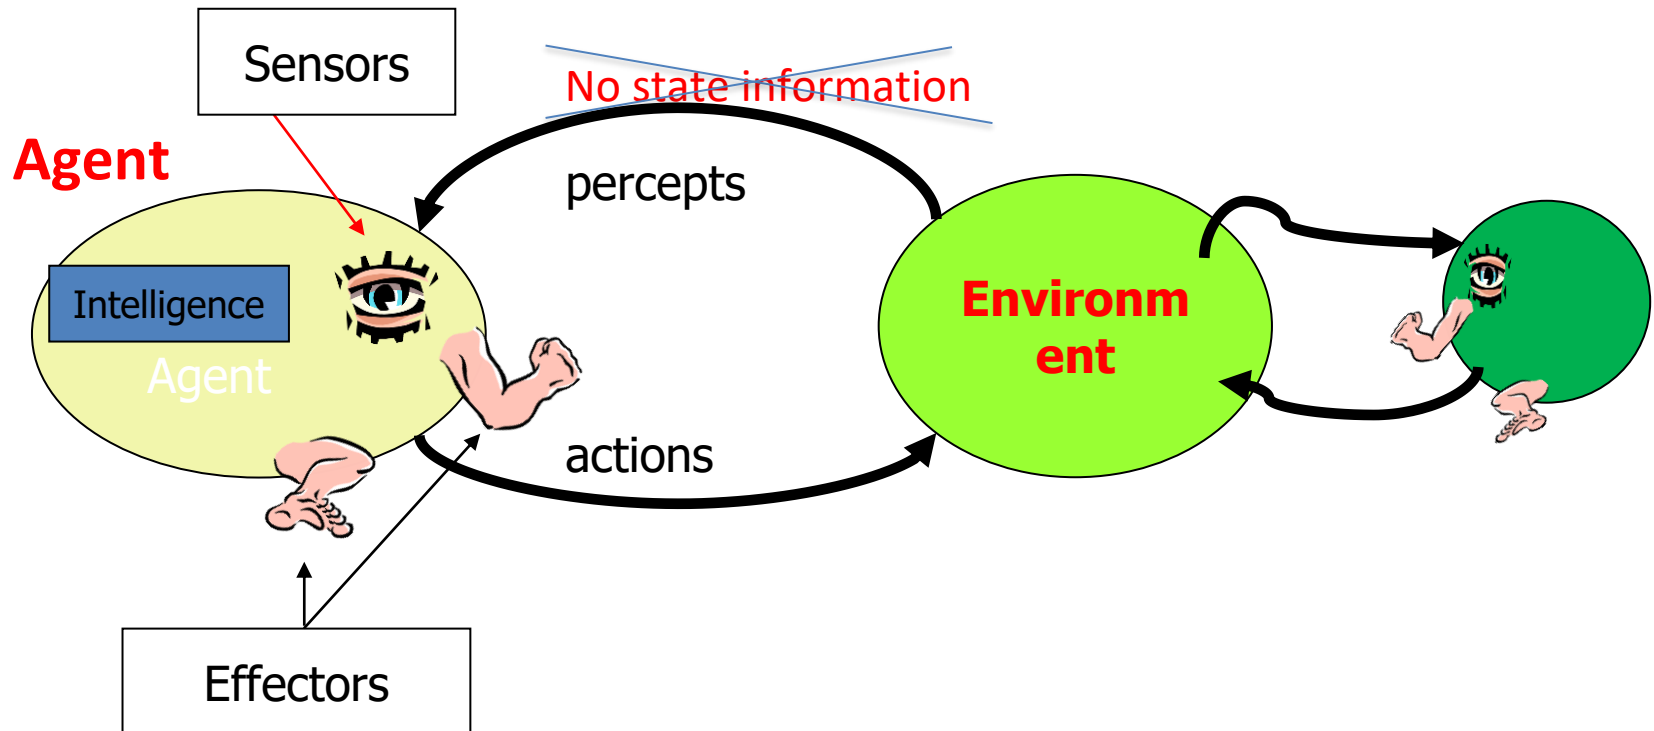 Sensors
No state information
Agent
percepts
Intelligence
Environm
ent
Agent
actions
Effectors